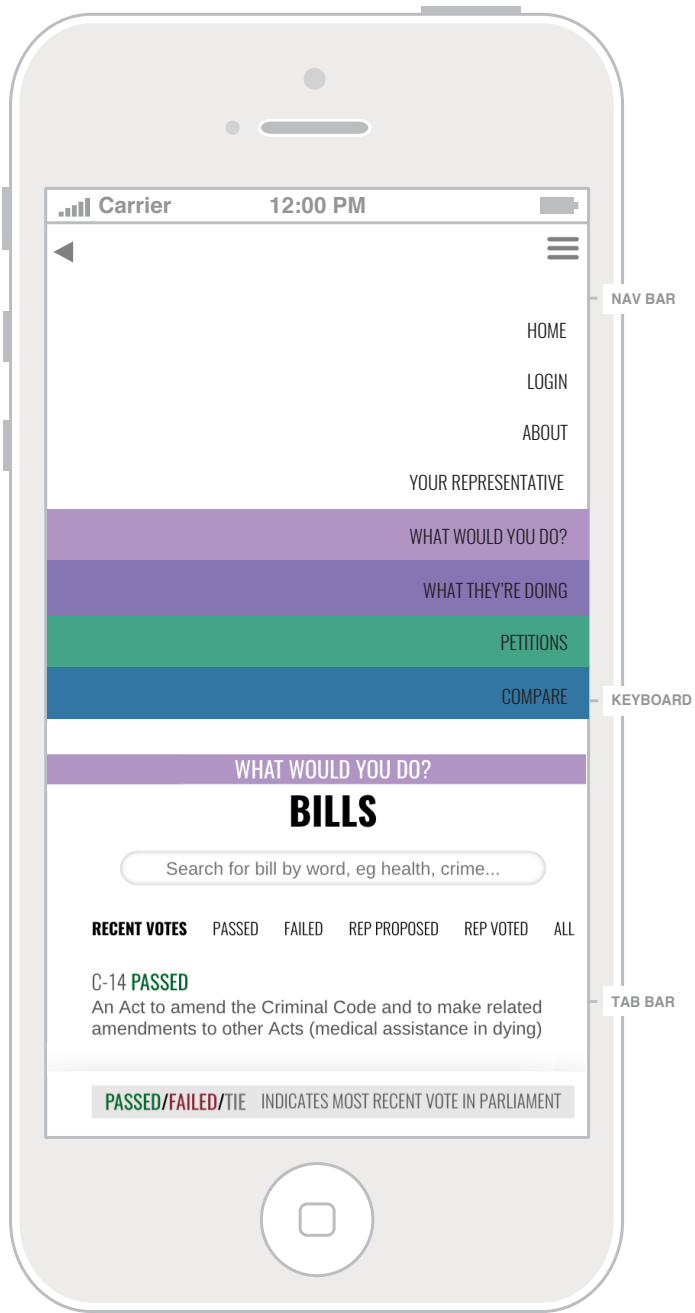 Carrier 12:00 PM
NAV BAR
HOME
LOGIN
ABOUT
YOUR REPRESENTATIVE
WHAT WOULD YOU DO?
WHAT THEY'RE DOING
PETITIONS
COMPARE
KEYBOARD
WHAT WOULD YOU DO?
BILLS
Search for bill by word, eg health, crime...
RECENT VOTES PASSED FAILED REP PROPOSED REP VOTED ALL
C-14 PASSED
An Act to amend the Criminal Code and to make related
amendments to other Acts (medical assistance in dying)
TAB BAR
PASSED/FAILED/TIE INDICATES MOST RECENT VOTE IN PARLIAMENT